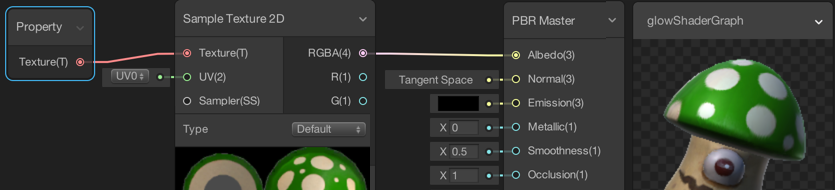 Property
Texture(T)
UV0
Sample Texture 2D
Texture(T)
RGBA(4)
UV(2)
R(1)
Sampler(SS)
G(1)
Type
Default
PBR Master
Albedo(3)
Tangent Space
Normal(3)
Emission(3)
X 0
Metallic(1)
X 0.5
Smoothness(1)
X 1
Occlusion(1)
glowShaderGraph